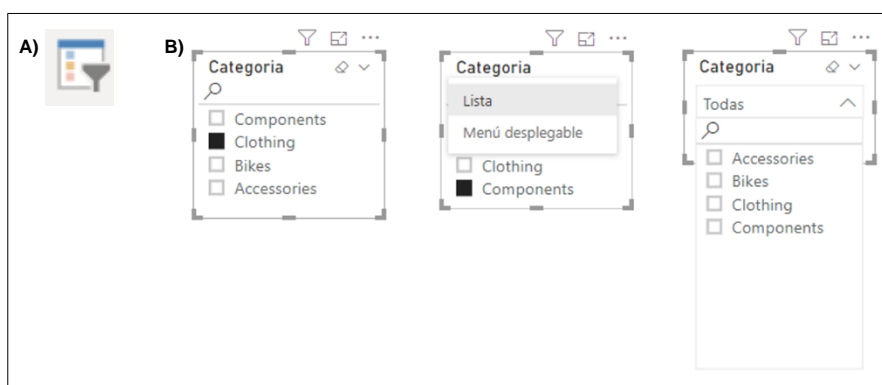 A)
B)
Categoria
Components
Clothing
Bikes
Accessories
Categoria
Lista
Menú desplegable
Clothing
Components
Categoria
Todas
Accessories
Bikes
Clothing
Components